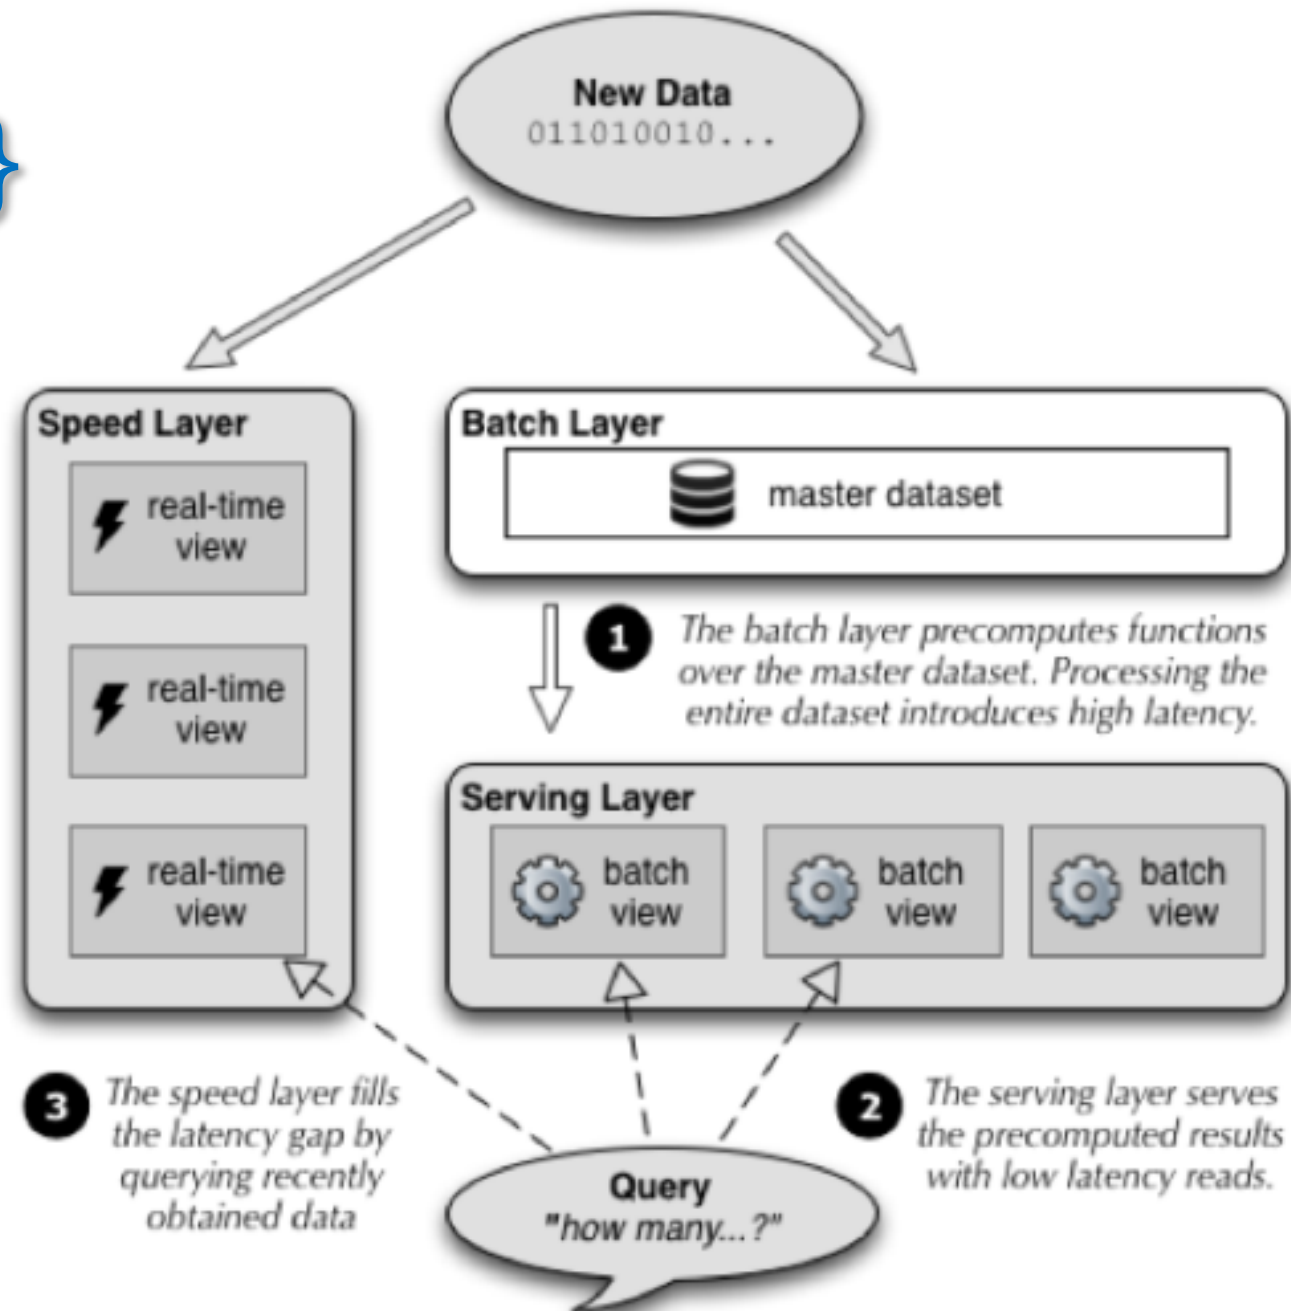 }
New Data
011010010...
Speed Layer
real-time
view
real-time
view
real-time
view
Batch Layer
master dataset
1
The batch layer precomputes functions
over the master dataset. Processing the
entire dataset introduces high latency.
Serving Layer
batch
view
batch
view
batch
view
3
The speed layer fills
the latency gap by
querying recently
obtained data
2
The serving layer serves
the precomputed results
with low latency reads.
Query
"how many...?"